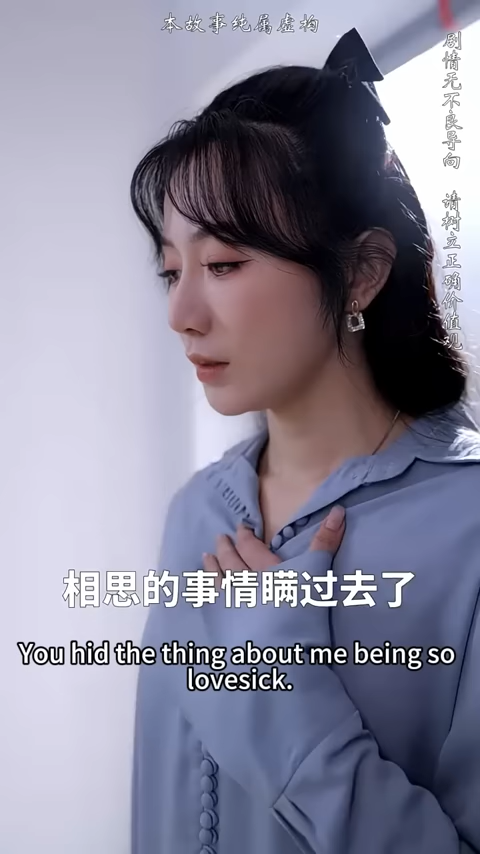 本故事纯属虚构
剧情无不良导向 请树立正确价值观
相思的事情瞒过去了
You hid the thing about me being so
lovesick.